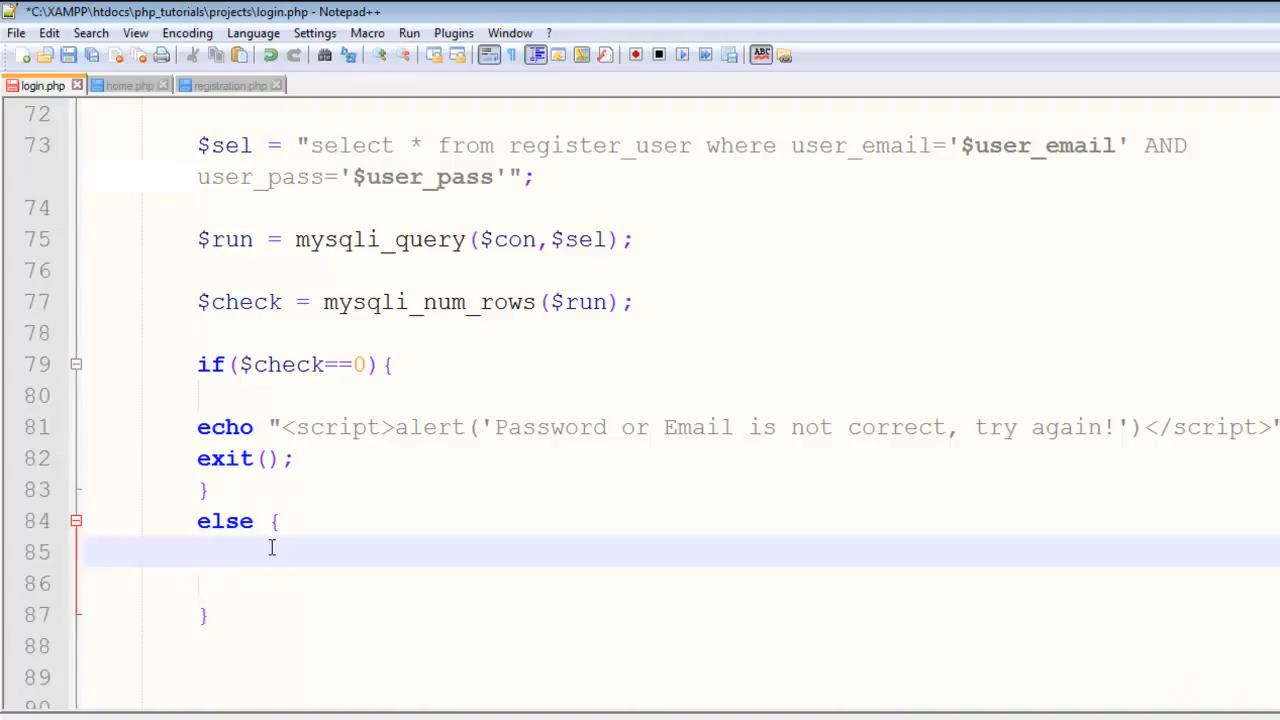 *C:\XAMPP\htdocs\php_tutorials\projects\login.php - Notepad++
File Edit Search View Encoding Language Settings Macro Run Plugins Window ?
login.php home.php registration.php
72
73 $sel = "select * from register_user where user_email='$user_email' AND
user_pass='$user_pass'";
74
75 $run = mysqli_query($con,$sel);
76
77 $check = mysqli_num_rows($run);
78
79 if($check==0){
80
81 echo "<script>alert('Password or Email is not correct, try again!')</script>"
82 exit();
83 }
84 else {
85
86
87 }
88
89
90